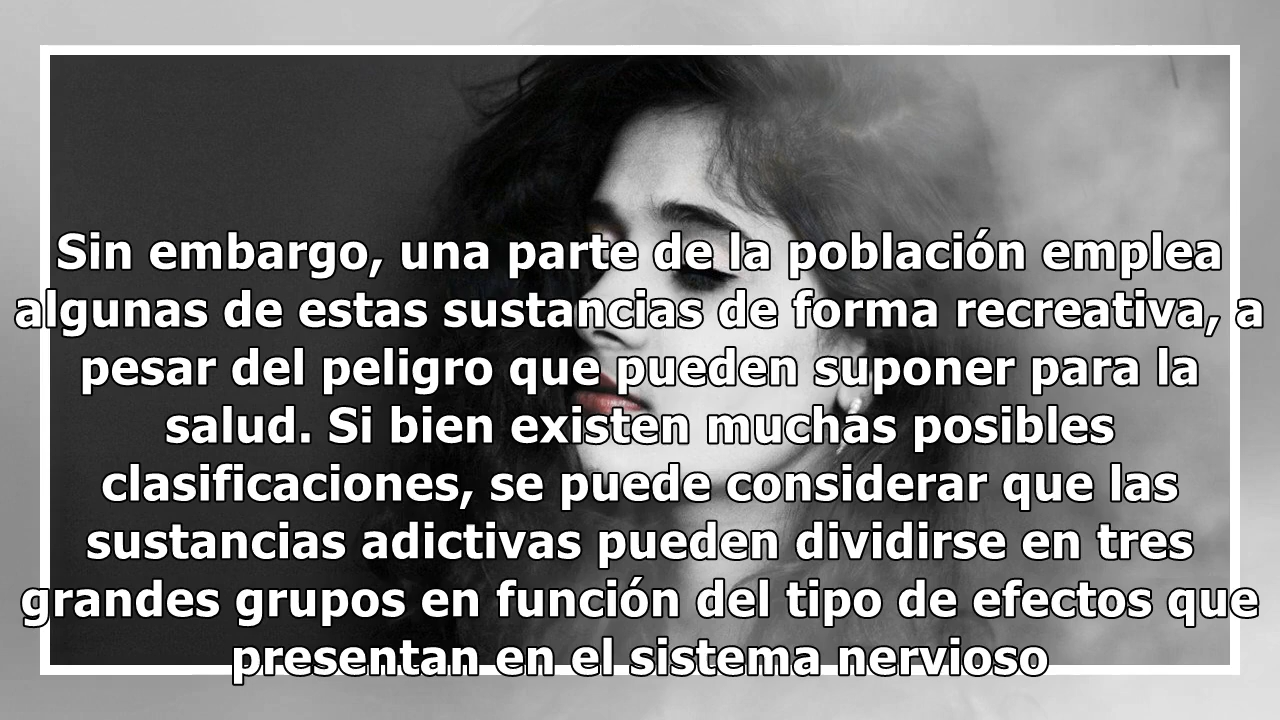 Sin embargo, una parte de la población emplea
algunas de estas sustancias de forma recreativa, a
pesar del peligro que pueden suponer para la
salud. Si bien existen muchas posibles
clasificaciones, se puede considerar que las
sustancias adictivas pueden dividirse en tres
grandes grupos en función del tipo de efectos que
presentan en el sistema nervioso